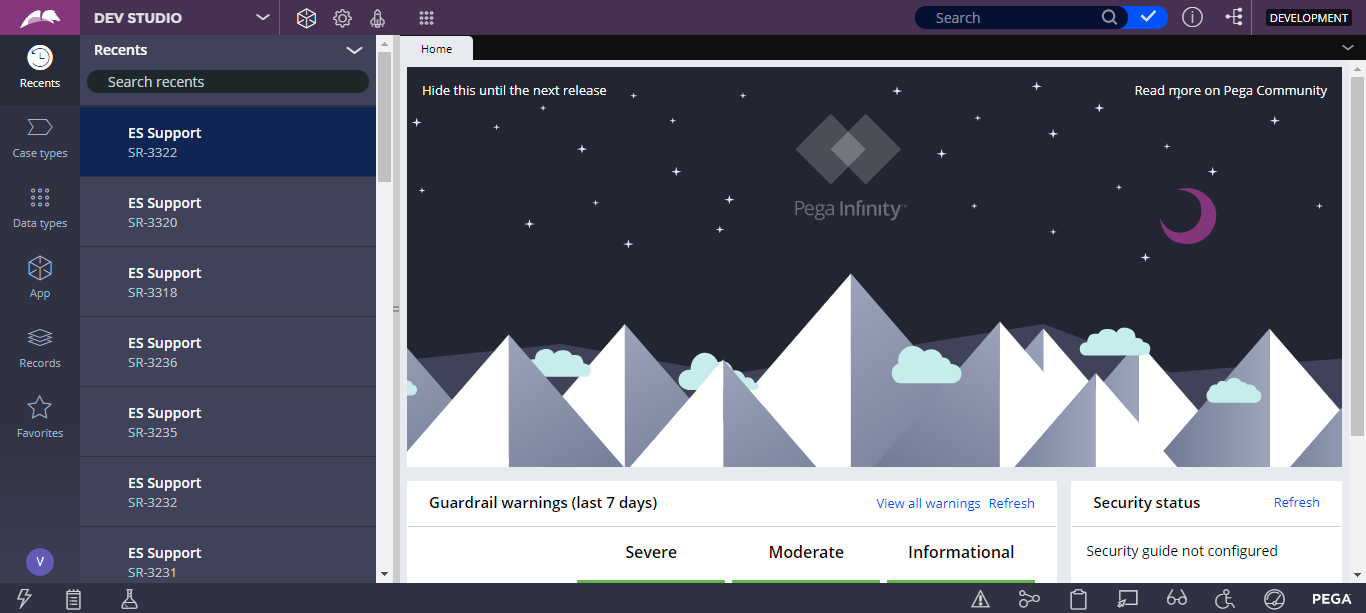 DEV STUDIO
Search
DEVELOPMENT
Recents
Search recents
Home
Recents
Case types
Data types
App
Records
Favorites
V
ES Support
SR-3322
ES Support
SR-3320
ES Support
SR-3318
ES Support
SR-3236
ES Support
SR-3235
ES Support
SR-3232
ES Support
SR-3231
Hide this until the next release
Read more on Pega Community
Pega Infinity™
Guardrail warnings (last 7 days)
View all warnings Refresh
Severe Moderate Informational
Security status
Refresh
Security guide not configured
PEGA